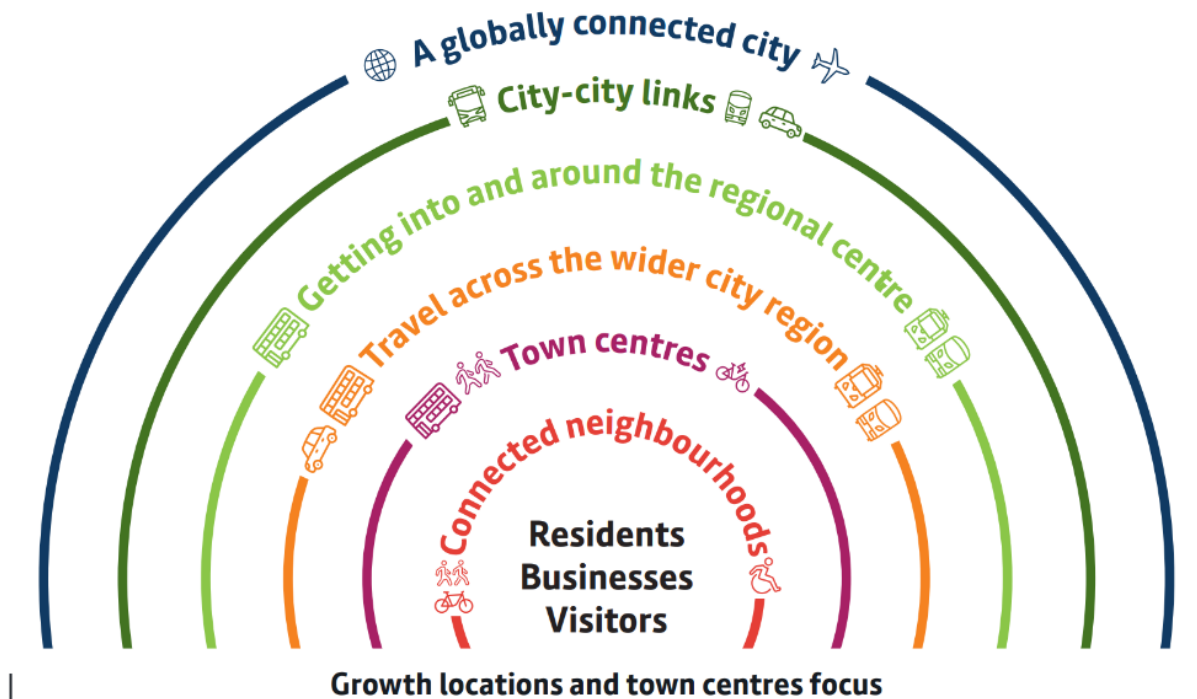 A globally connected city
City-city links
Getting into and around the regional centre
Travel across the wider city region
Town centres
Connected neighbourhoods
Residents
Businesses
Visitors
Growth locations and town centres focus